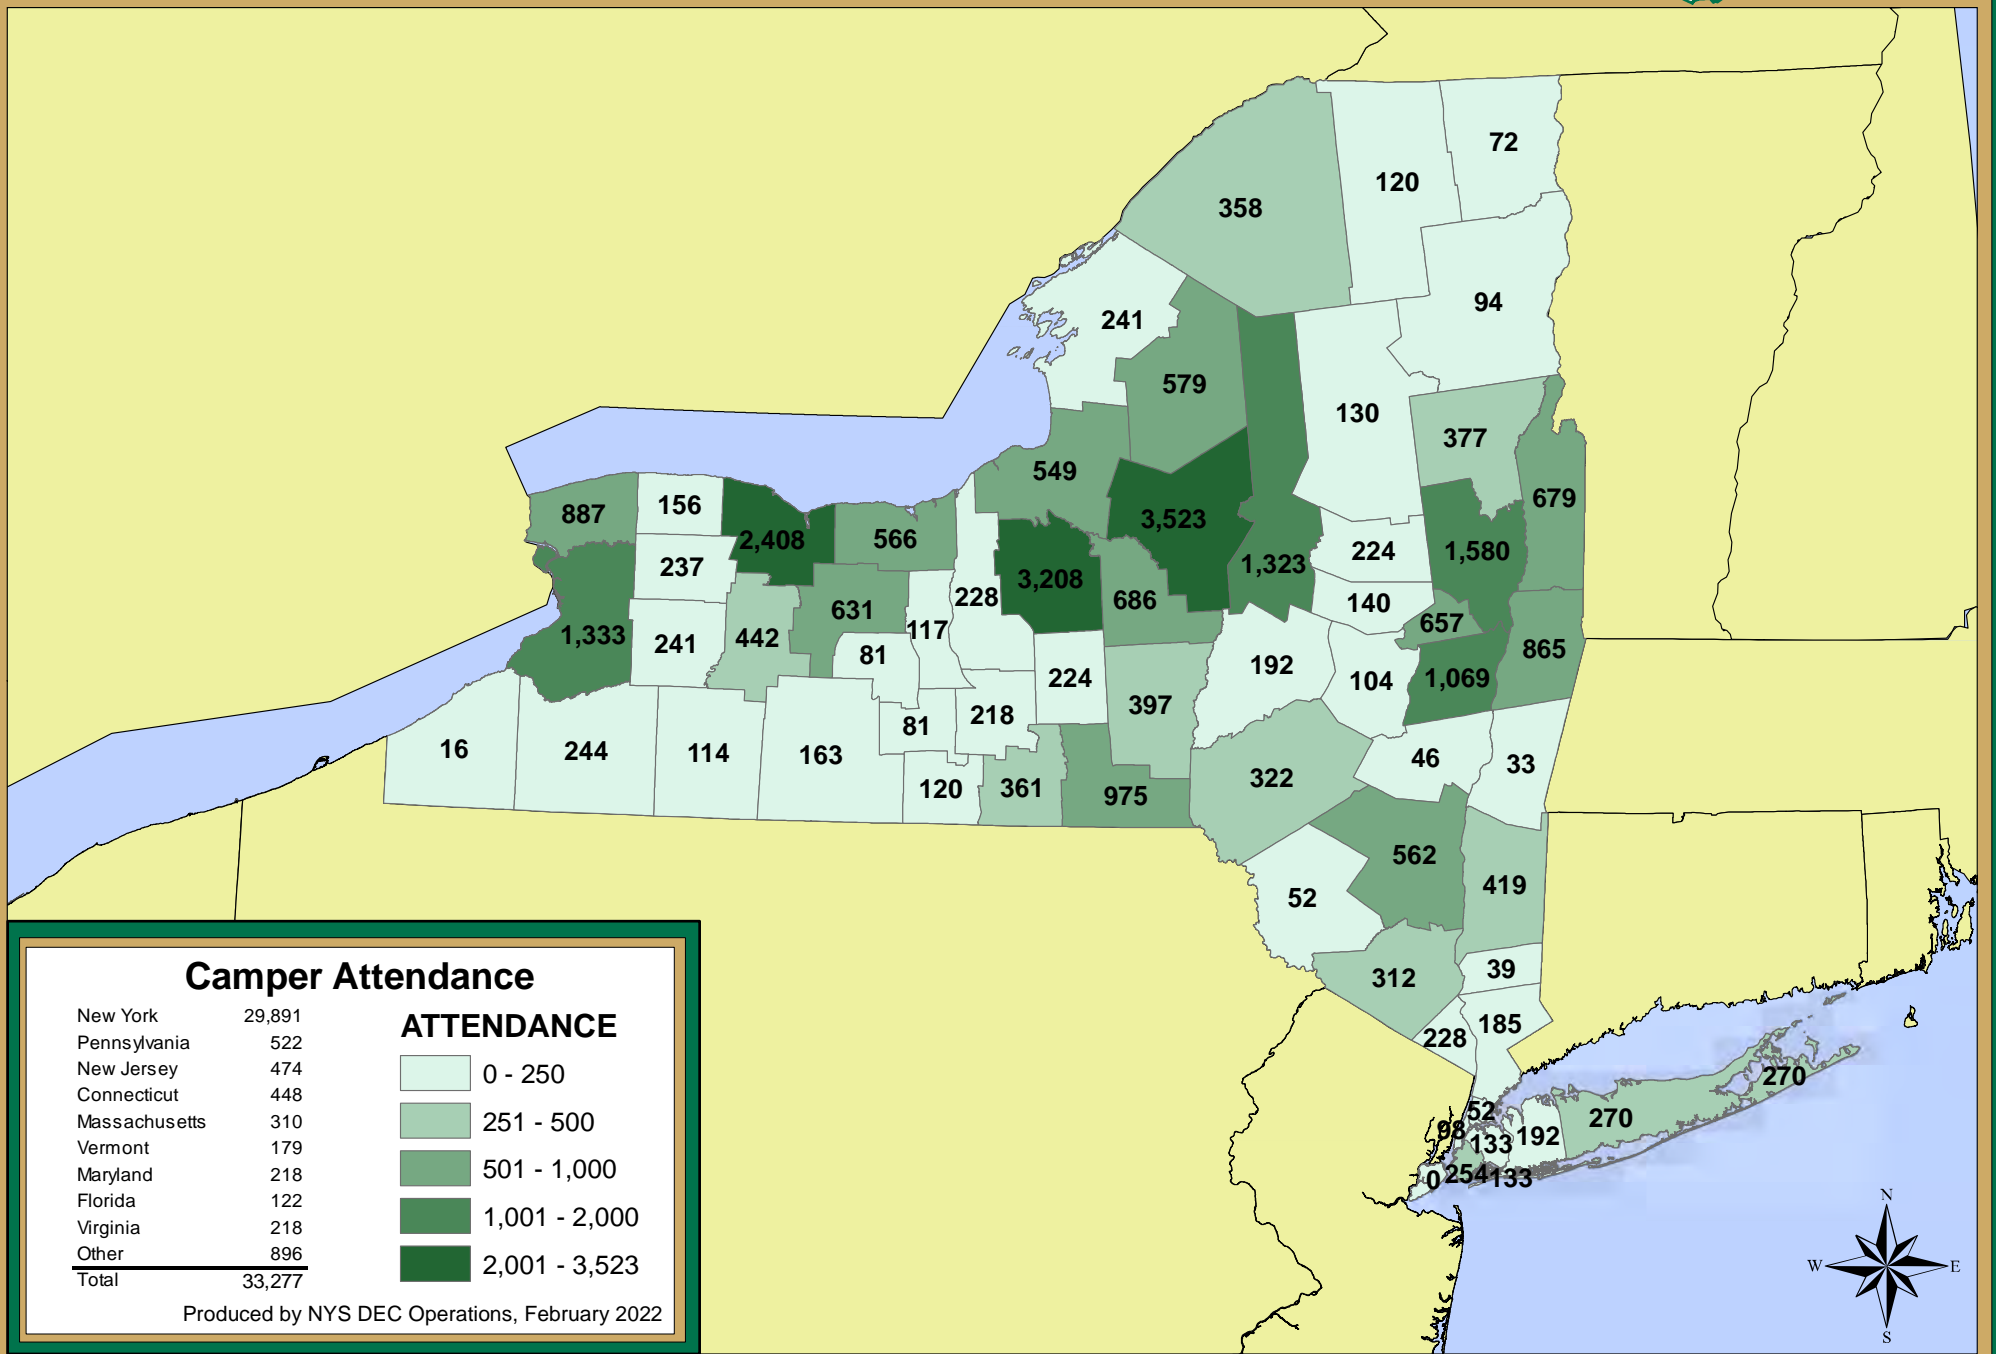 72
120
358
94
241
579
130
377
549
679
887
156
3,523
2,408
566
1,580
224
1,323
237
3,208
228
686
140
631
117
657
1,333
241
442
865
81
192
224
104
1,069
397
218
81
16
244
114
163
46
33
322
120
361
975
562
419
52
39
312
185
228
270
52
270
98
133
192
254
133
0
Camper Attendance
New York 29,891
Pennsylvania 522
New Jersey 474
Connecticut 448
Massachusetts 310
Vermont 179
Maryland 218
Florida 122
Virginia 218
Other 896
Total 33,277
ATTENDANCE
0 - 250
251 - 500
501 - 1,000
1,001 - 2,000
2,001 - 3,523
Produced by NYS DEC Operations, February 2022
N
W E
S